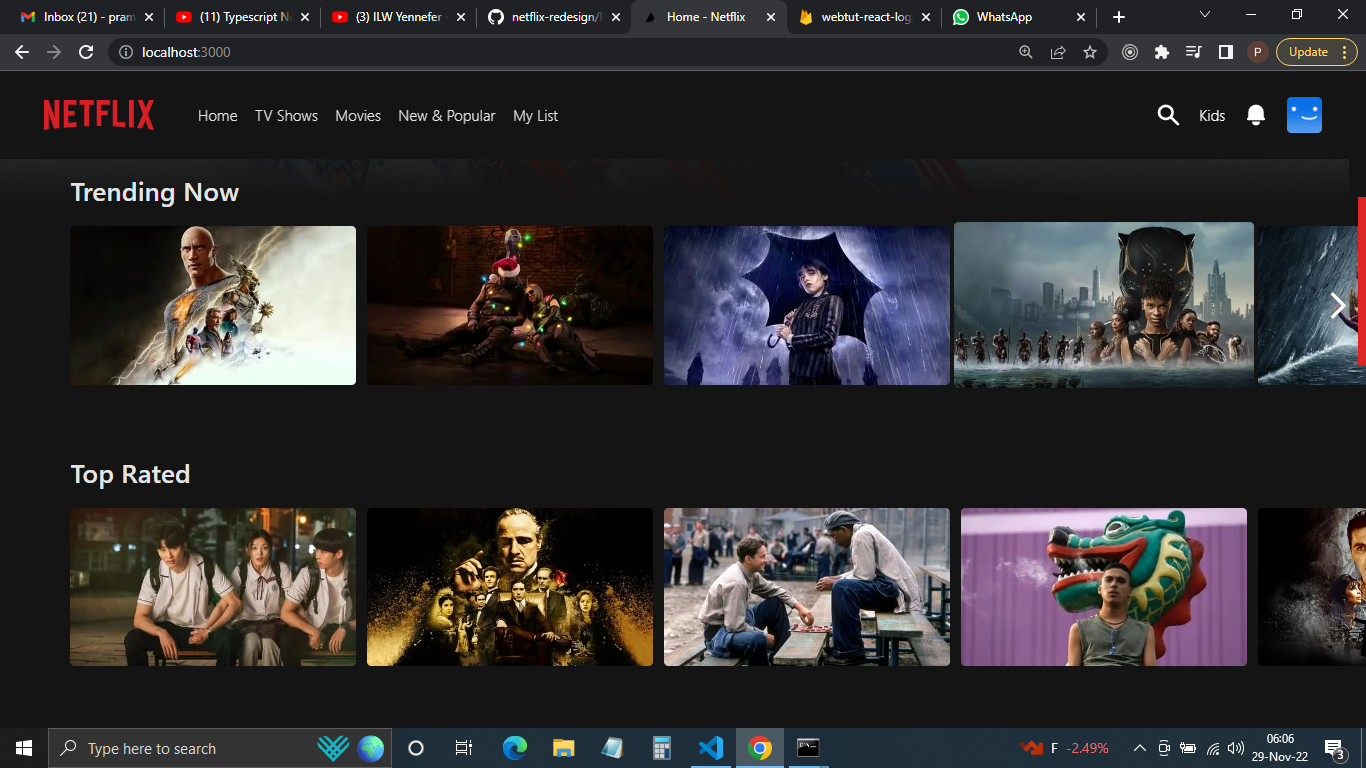 Inbox (21) - pram
(11) Typescript N
(3) ILW Yennefer
netflix-redesign/
Home - Netflix
webtut-react-log
WhatsApp
localhost:3000
P
Update
NETFLIX
Home
TV Shows
Movies
New & Popular
My List
Kids
Trending Now
Top Rated
Type here to search
F -2.49%
06:06
29-Nov-22
3